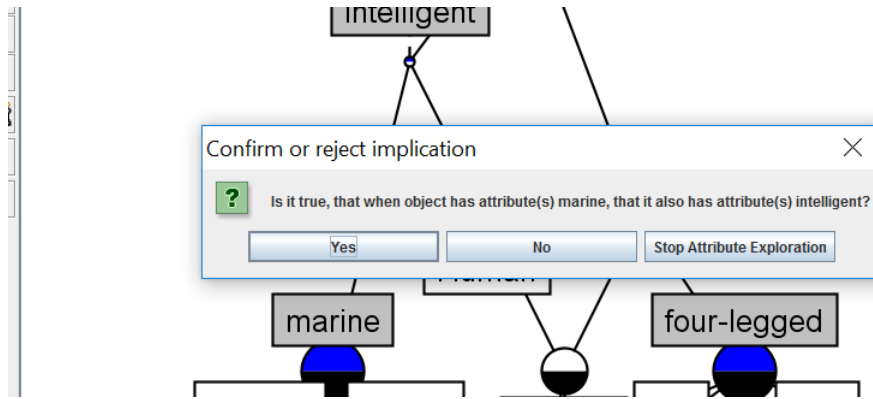 intelligent
Confirm or reject implication
?
Is it true, that when object has attribute(s) marine, that it also has attribute(s) intelligent?
Yes
No
Stop Attribute Exploration
marine
four-legged